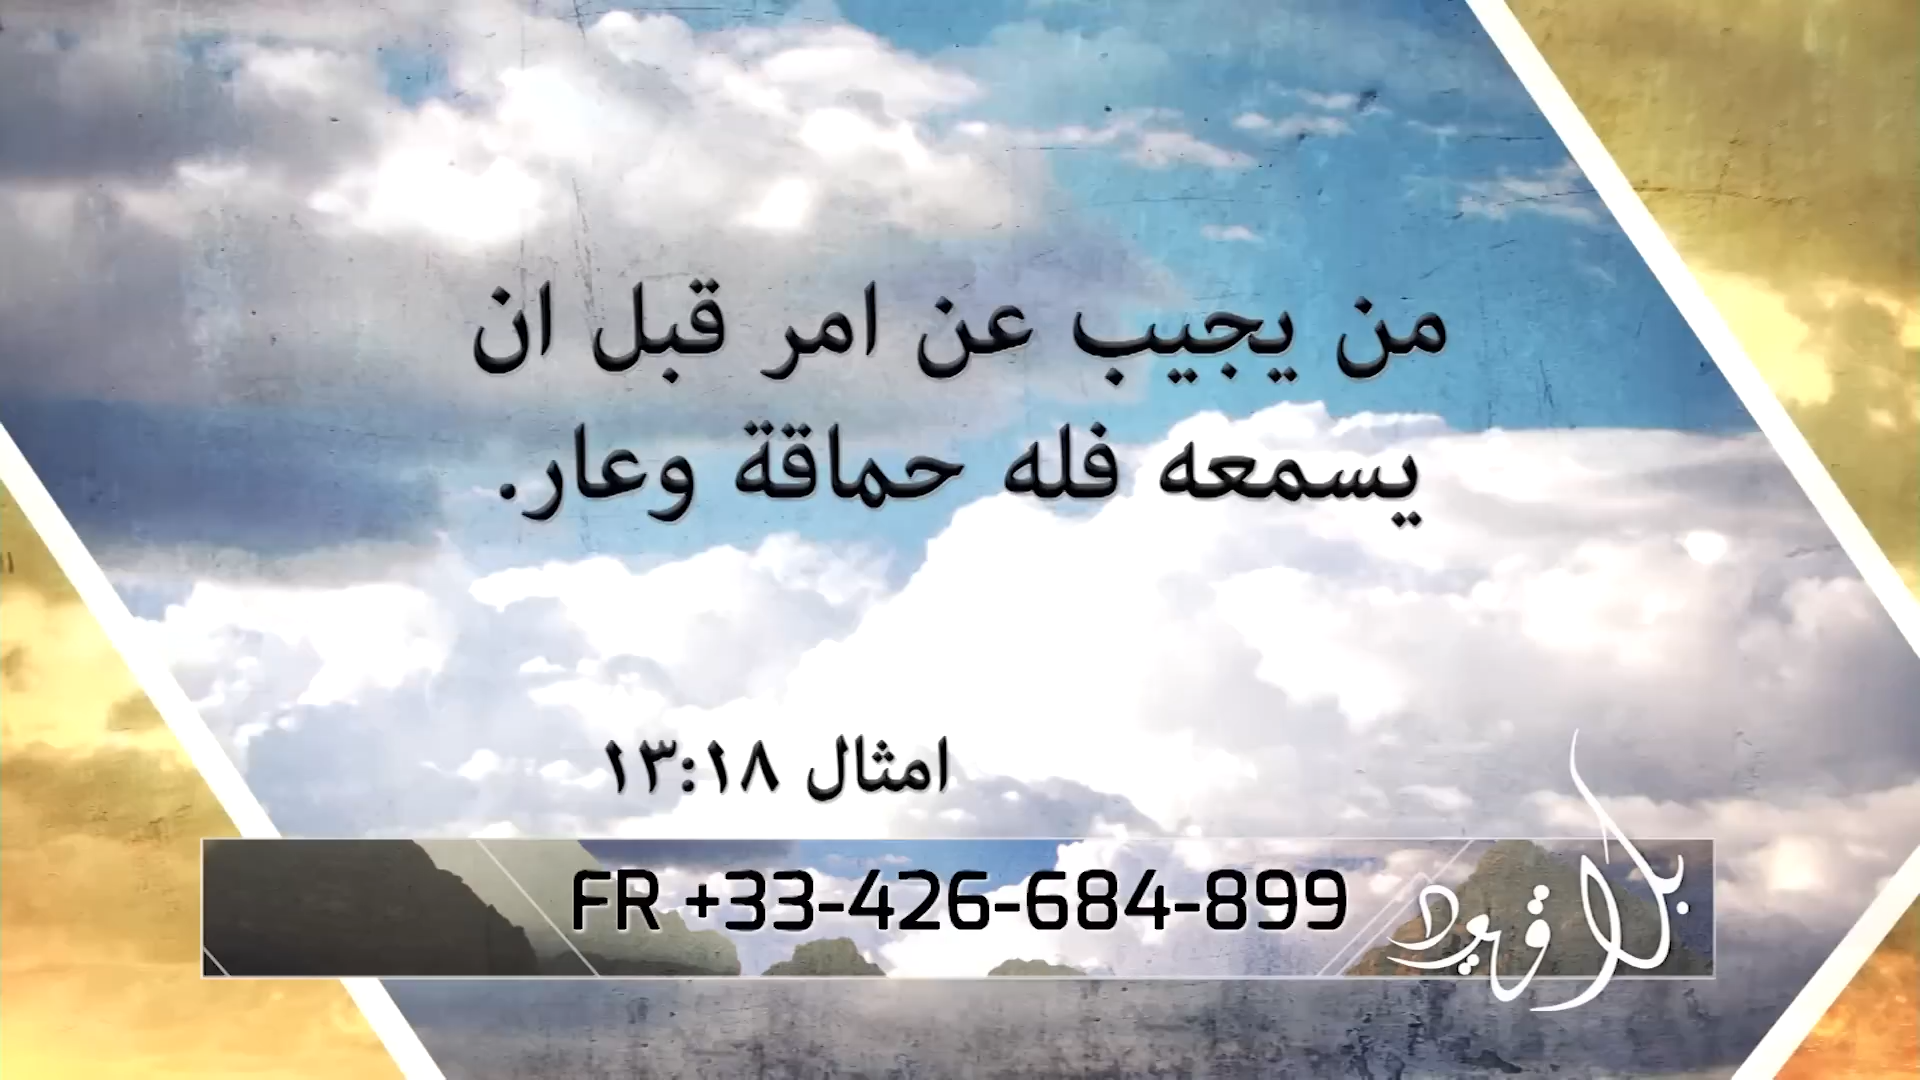 من يجيب عن امر قبل ان
يسمعه فله حماقة وعار.
امثال ١٣:١٨
FR +33-426-684-899
بلا قيود